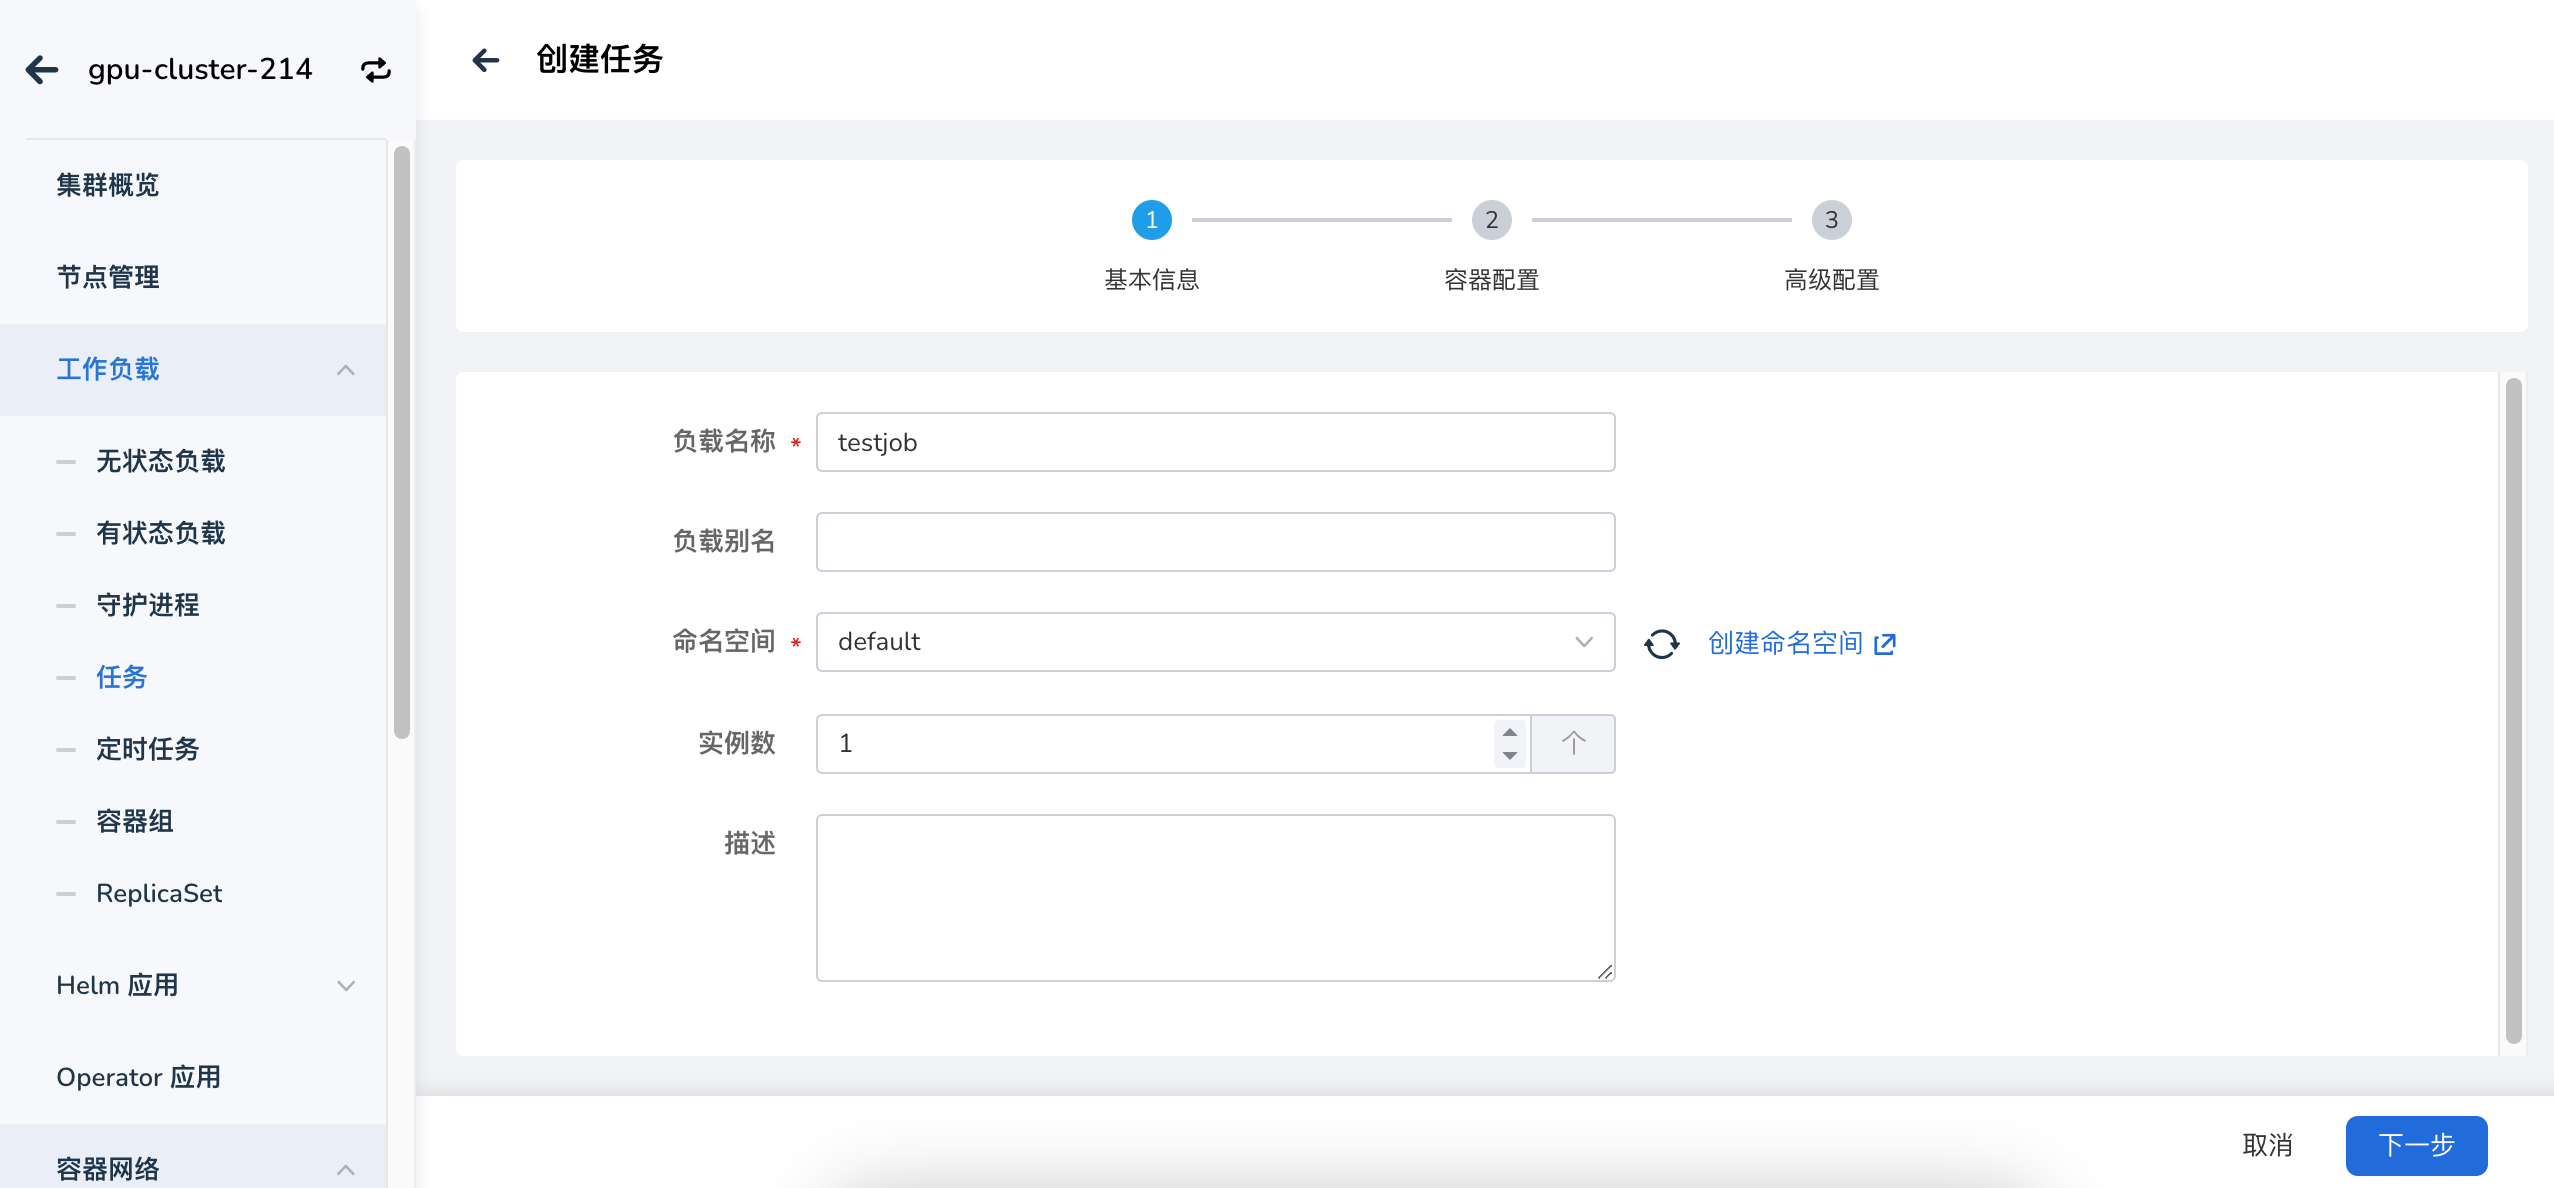 gpu-cluster-214
集群概览
节点管理
工作负载
无状态负载
有状态负载
守护进程
任务
定时任务
容器组
ReplicaSet
Helm 应用
Operator 应用
容器网络
创建任务
1
2
3
基本信息
容器配置
高级配置
负载名称 * testjob
负载别名
命名空间 * default
创建命名空间
实例数 1 个
描述
取消
下一步